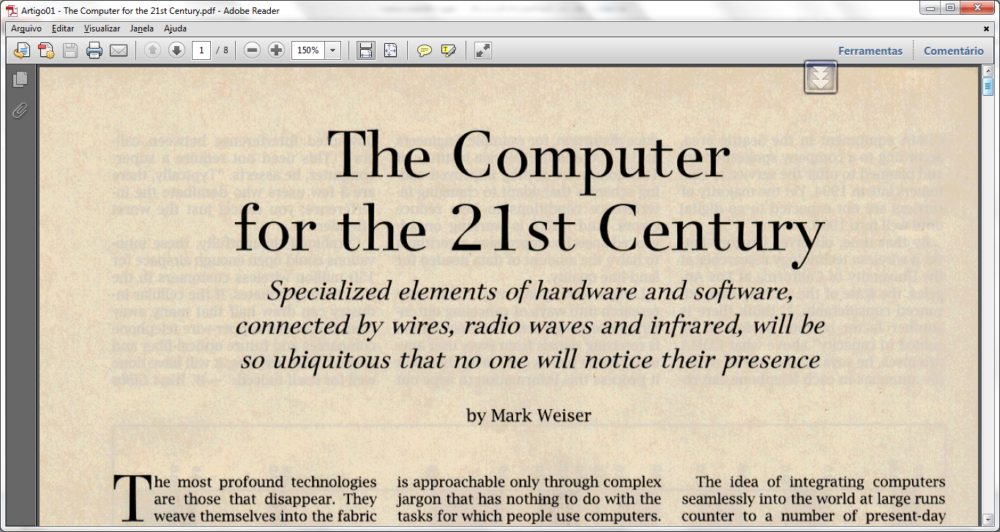 Artigo01 - The Computer for the 21st Century.pdf - Adobe Reader
Arquivo Editar Visualizar Janela Ajuda
1 / 8 150% Ferramentas Comentário
The Computer
for the 21st Century
Specialized elements of hardware and software,
connected by wires, radio waves and infrared, will be
so ubiquitous that no one will notice their presence
by Mark Weiser
The most profound technologies
are those that disappear. They
weave themselves into the fabric
is approachable only through complex
jargon that has nothing to do with the
tasks for which people use computers.
The idea of integrating computers
seamlessly into the world at large runs
counter to a number of present-day